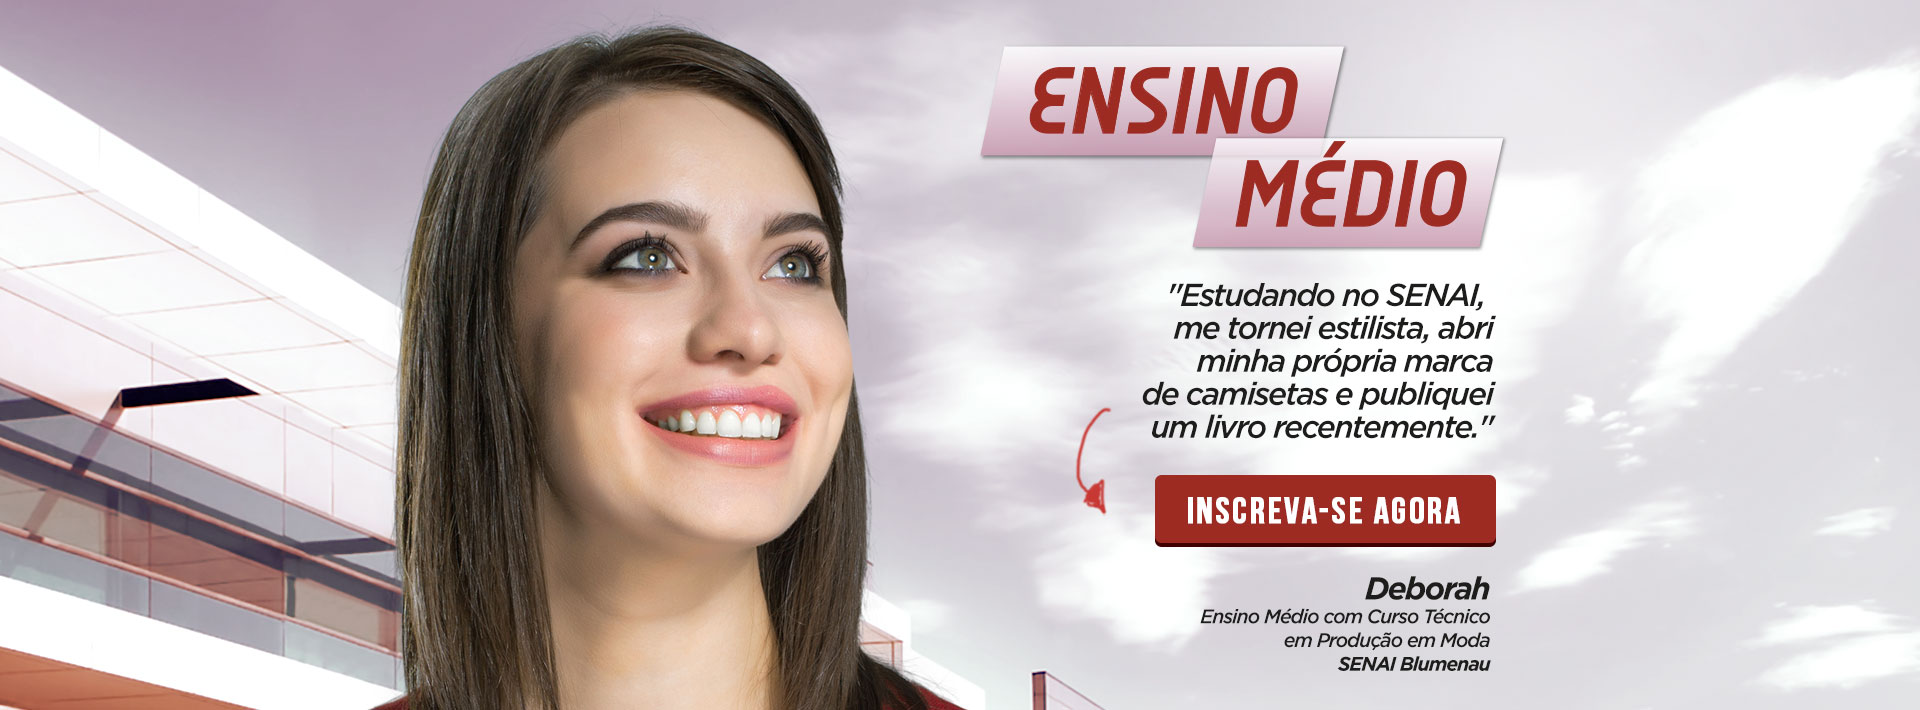 ENSINO
MÉDIO
"Estudando no SENAI,
me tornei estilista, abri
minha própria marca
de camisetas e publiquei
um livro recentemente."
INSCREVA-SE AGORA
Deborah
Ensino Médio com Curso Técnico
em Produção em Moda
SENAI Blumenau